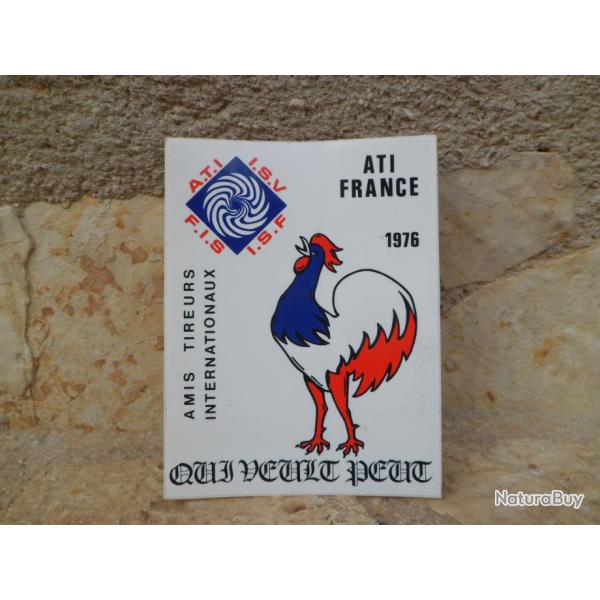 A.T.I
I.S.V
F.I.S
I.S.F
ATI
FRANCE
1976
AMIS TIREURS
INTERNATIONAUX
QUI VEULT PEUT
NaturaBuy